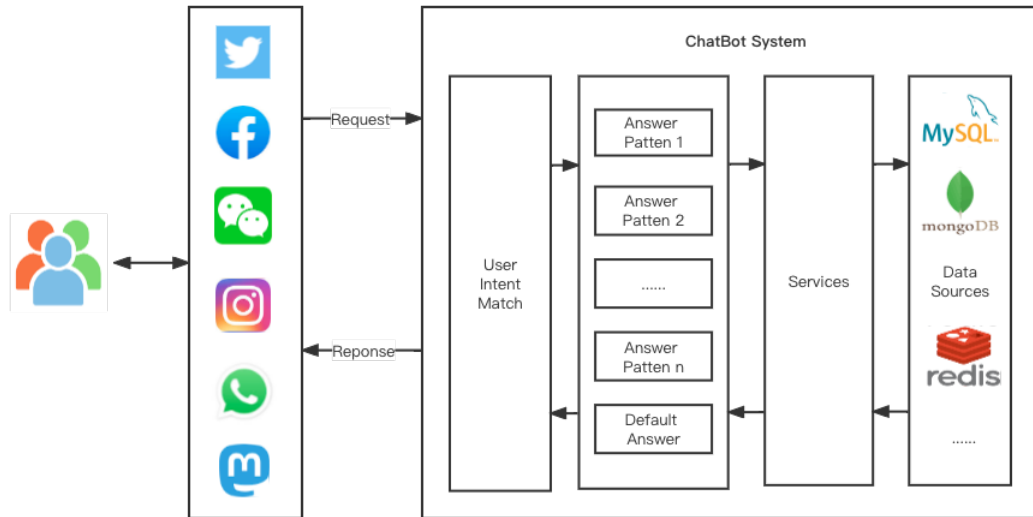 ChatBot System
Request
Reponse
User
Intent
Match
Answer
Patten 1
Answer
Patten 2
......
Answer
Patten n
Default
Answer
Services
MySQL
mongoDB
Data
Sources
redis
......